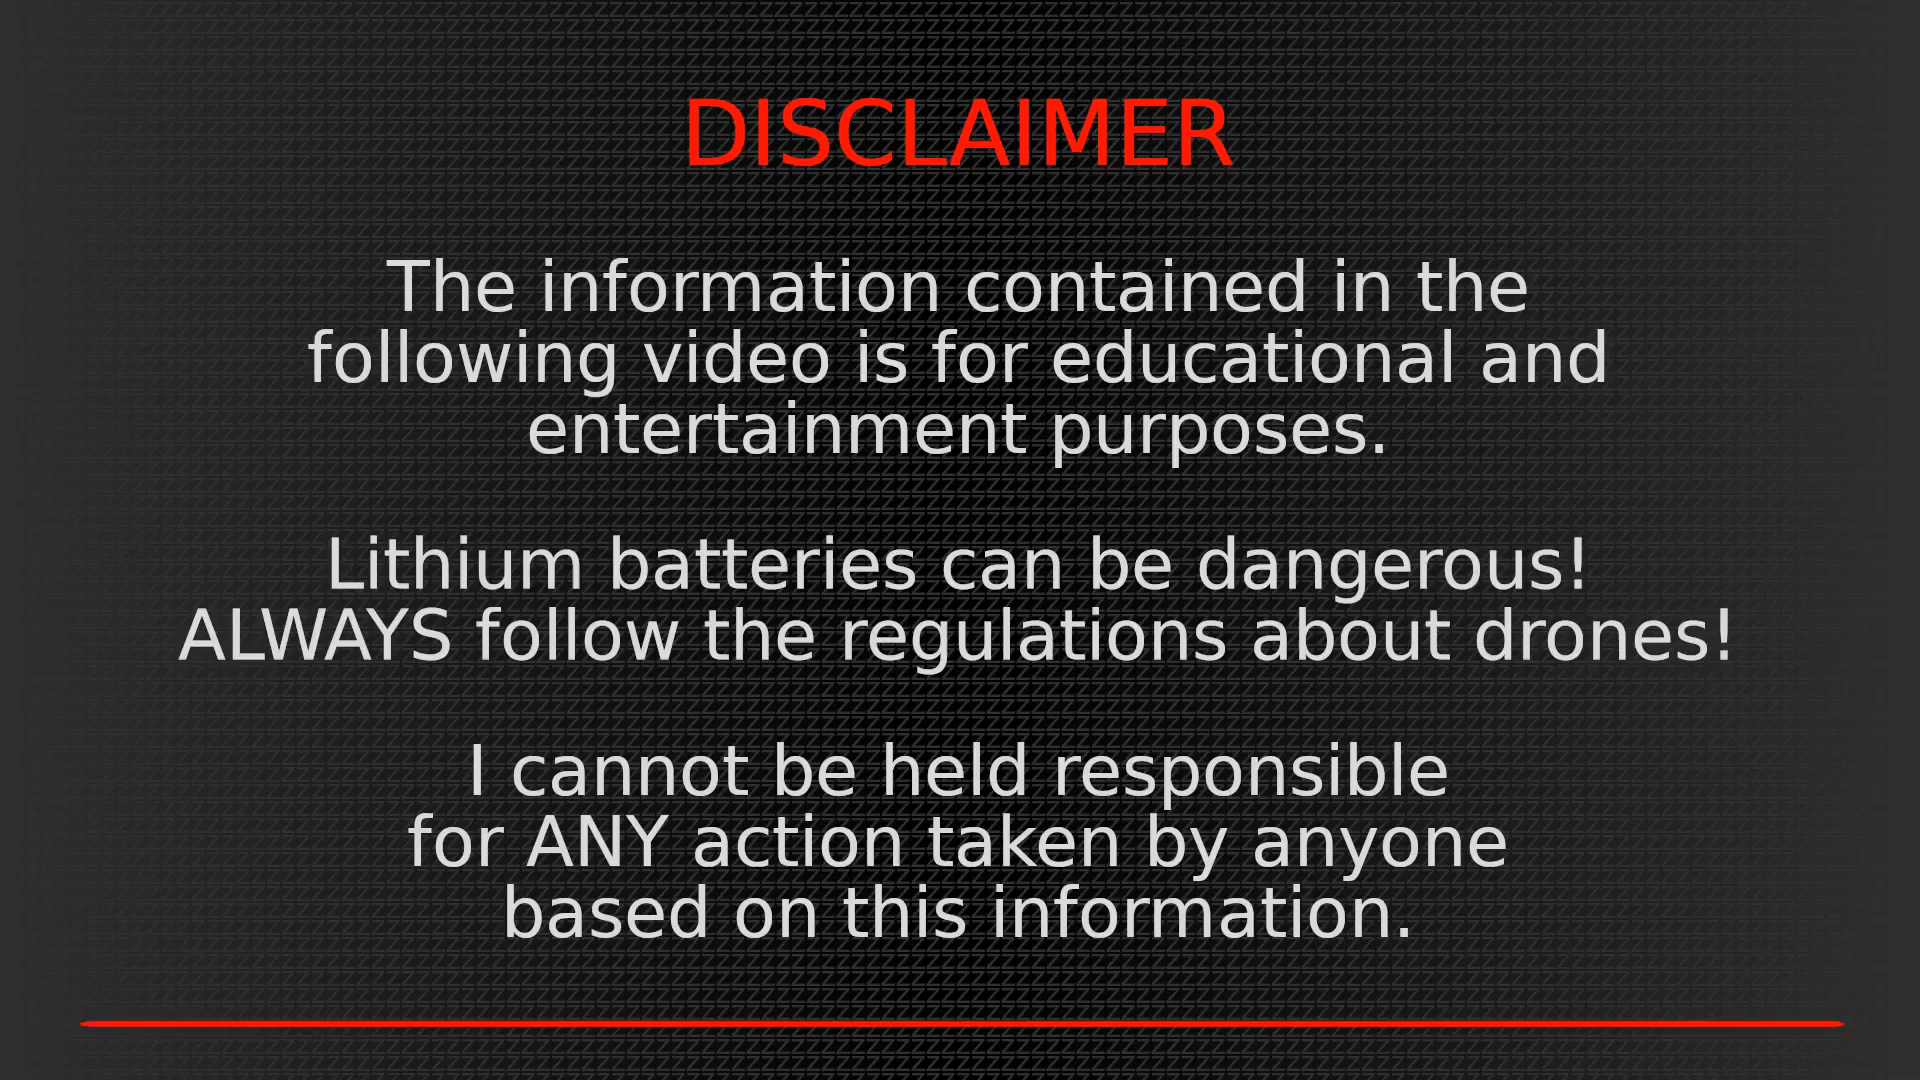 DISCLAIMER
The information contained in the
following video is for educational and
entertainment purposes.
Lithium batteries can be dangerous!
ALWAYS follow the regulations about drones!
I cannot be held responsible
for ANY action taken by anyone
based on this information.